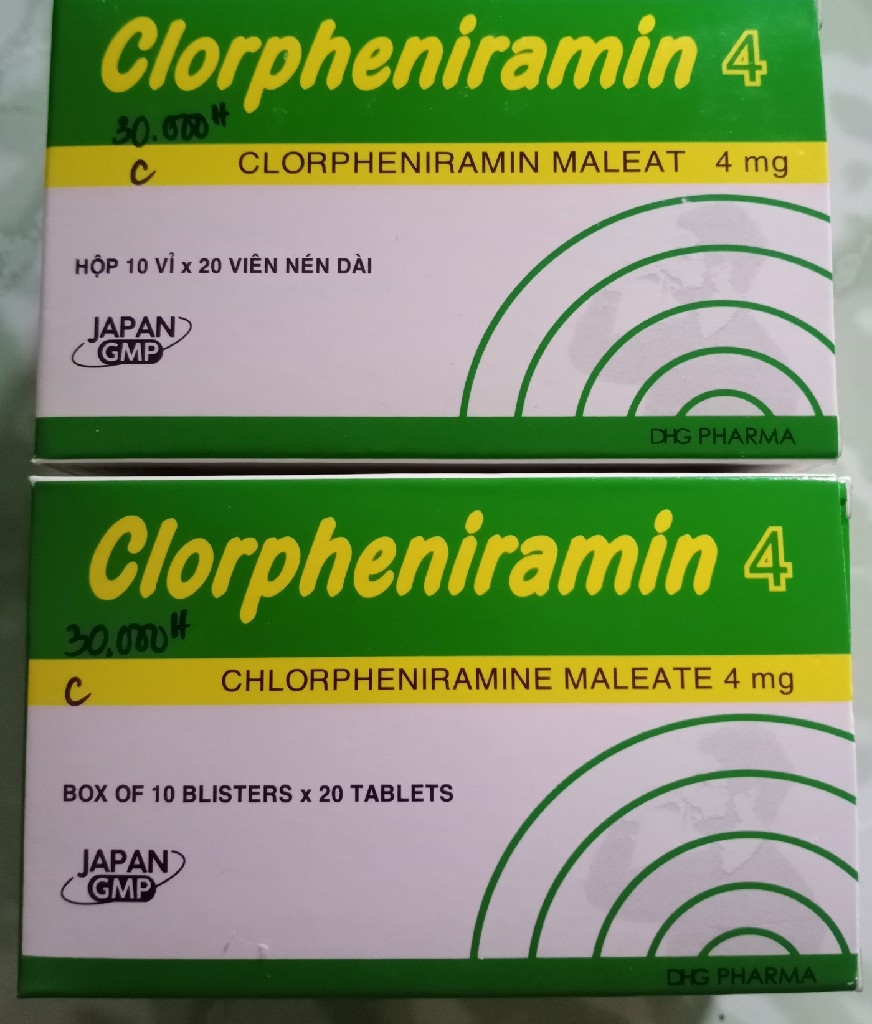 Clorpheniramin 4
30.000đ
C
CLORPHENIRAMIN MALEAT 4 mg
HỘP 10 VỈ x 20 VIÊN NÉN DÀI
JAPAN
GMP
DHG PHARMA
Clorpheniramin 4
30.000đ
C
CHLORPHENIRAMINE MALEATE 4 mg
BOX OF 10 BLISTERS x 20 TABLETS
JAPAN
GMP
DHG PHARMA